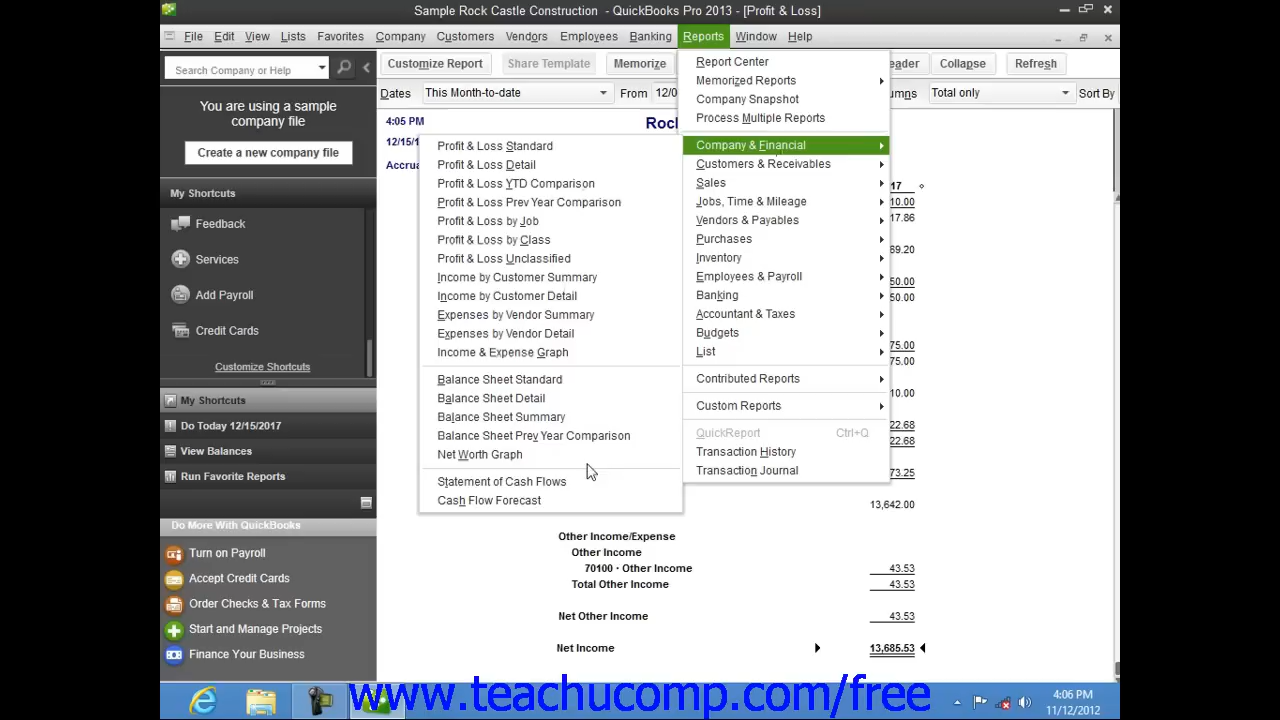 Sample Rock Castle Construction - QuickBooks Pro 2013 - [Profit & Loss]
File Edit View Lists Favorites Company Customers Vendors Employees Banking Reports Window Help
Search Company or Help
Customize Report Share Template Memorize Collapse Refresh
Dates This Month-to-date From Total only Sort By
You are using a sample
company file
Create a new company file
My Shortcuts
Feedback
Services
Add Payroll
Credit Cards
Customize Shortcuts
My Shortcuts
Do Today 12/15/2017
View Balances
Run Favorite Reports
Do More With QuickBooks
Turn on Payroll
Accept Credit Cards
Order Checks & Tax Forms
Start and Manage Projects
Finance Your Business
4:05 PM
Profit & Loss Standard
Profit & Loss Detail
Profit & Loss YTD Comparison
Profit & Loss Prev Year Comparison
Profit & Loss by Job
Profit & Loss by Class
Profit & Loss Unclassified
Income by Customer Summary
Income by Customer Detail
Expenses by Vendor Summary
Expenses by Vendor Detail
Income & Expense Graph
Balance Sheet Standard
Balance Sheet Detail
Balance Sheet Summary
Balance Sheet Prev Year Comparison
Net Worth Graph
Statement of Cash Flows
Cash Flow Forecast
Report Center
Memorized Reports
Company Snapshot
Process Multiple Reports
Company & Financial
Customers & Receivables
Sales
Jobs, Time & Mileage
Vendors & Payables
Purchases
Inventory
Employees & Payroll
Banking
Accountant & Taxes
Budgets
List
Contributed Reports
Custom Reports
QuickReport Ctrl+Q
Transaction History
Transaction Journal
13,642.00
Other Income/Expense
Other Income
70100 · Other Income 43.53
Total Other Income 43.53
Net Other Income 43.53
Net Income 13,685.53
www.teachucomp.com/free
4:06 PM
11/12/2012